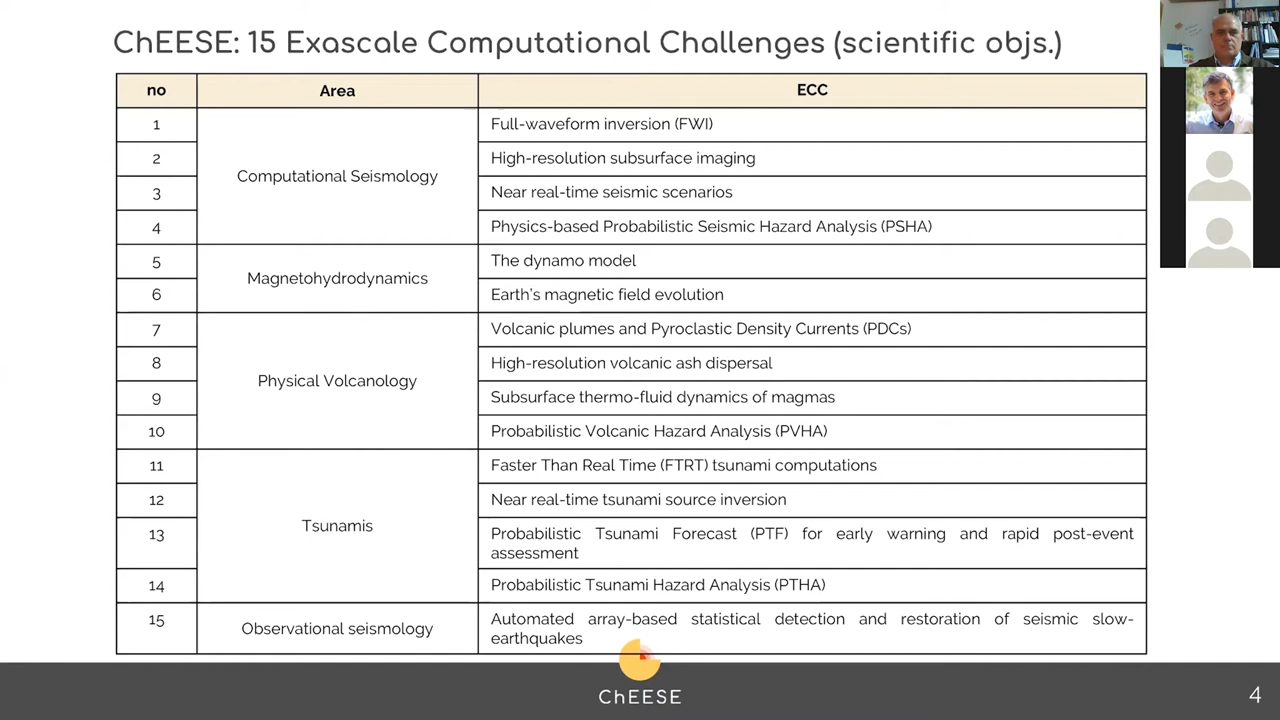 ChEESE: 15 Exascale Computational Challenges (scientific objs.)
no Area ECC
1 Full-waveform inversion (FWI)
2 High-resolution subsurface imaging
Computational Seismology
3 Near real-time seismic scenarios
4 Physics-based Probabilistic Seismic Hazard Analysis (PSHA)
5 The dynamo model
Magnetohydrodynamics
6 Earth's magnetic field evolution
7 Volcanic plumes and Pyroclastic Density Currents (PDCs)
8 High-resolution volcanic ash dispersal
Physical Volcanology
9 Subsurface thermo-fluid dynamics of magmas
10 Probabilistic Volcanic Hazard Analysis (PVHA)
11 Faster Than Real Time (FTRT) tsunami computations
12 Near real-time tsunami source inversion
Tsunamis
13 Probabilistic Tsunami Forecast (PTF) for early warning and rapid post-event
assessment
14 Probabilistic Tsunami Hazard Analysis (PTHA)
15 Automated array-based statistical detection and restoration of seismic slow-
Observational seismology
earthquakes
ChEESE
4